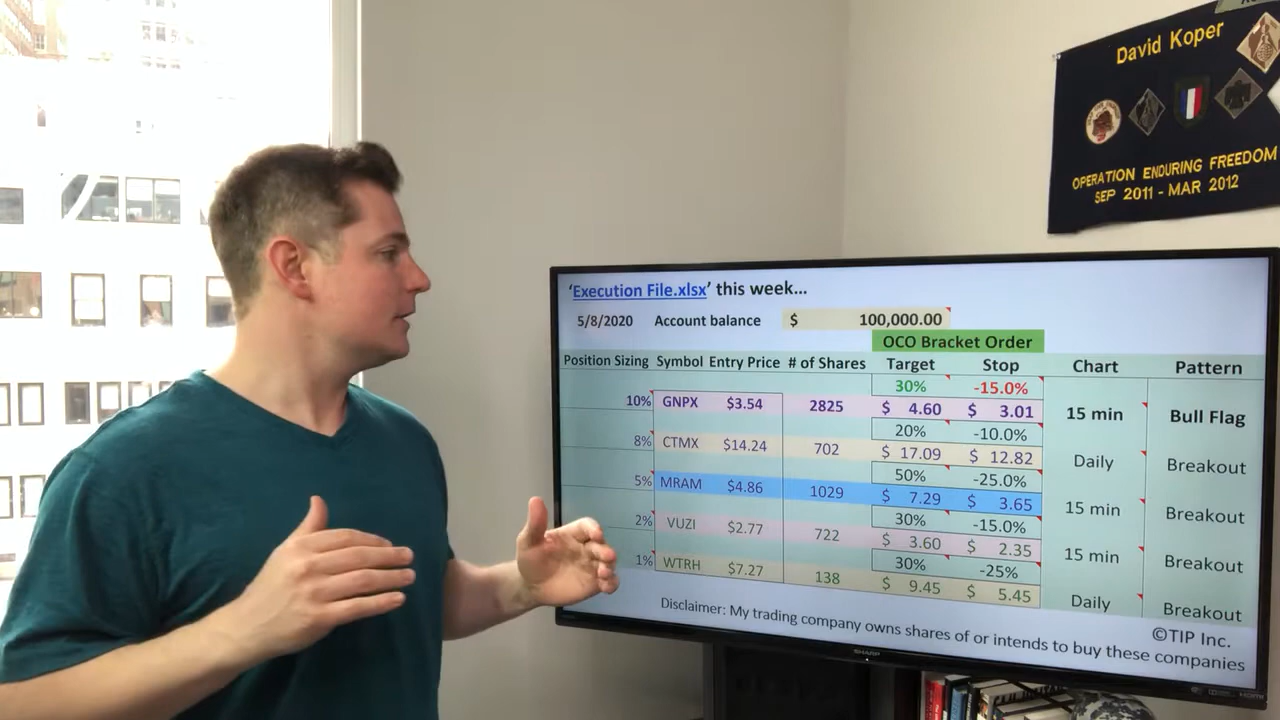 David Koper
OPERATION ENDURING FREEDOM
SEP 2011 - MAR 2012
'Execution File.xlsx' this week...
5/8/2020 Account balance $ 100,000.00
OCO Bracket Order
Position Sizing Symbol Entry Price # of Shares Target Stop Chart Pattern
30% -15.0%
10% GNPX $3.54 2825 $ 4.60 $ 3.01 15 min Bull Flag
20% -10.0%
8% CTMX $14.24 702 $ 17.09 $ 12.82 Daily Breakout
50% -25.0%
5% MRAM $4.86 1029 $ 7.29 $ 3.65 15 min Breakout
30% -15.0%
2% VUZI $2.77 722 $ 3.60 $ 2.35 15 min Breakout
30% -25%
1% WTRH $7.27 138 $ 9.45 $ 5.45 Daily Breakout
©TIP Inc.
Disclaimer: My trading company owns shares of or intends to buy these companies
SHARP
HDMI